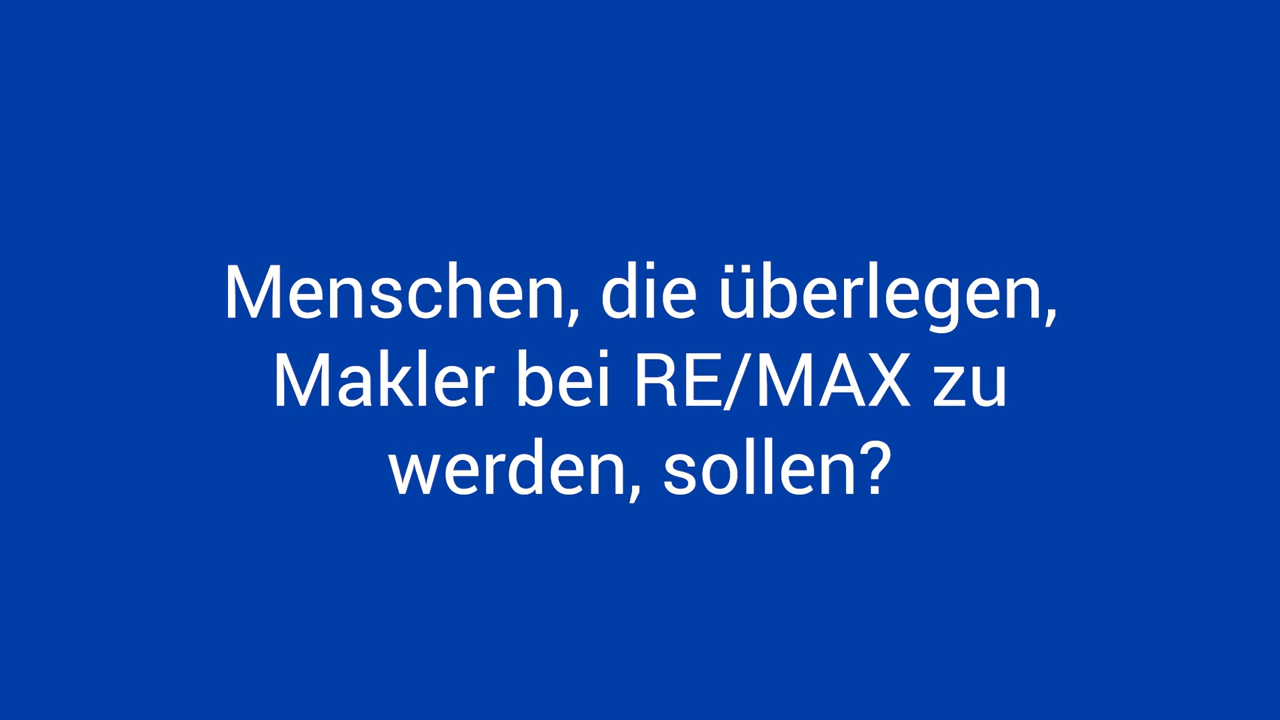 Menschen, die überlegen,
Makler bei RE/MAX zu
werden, sollen?